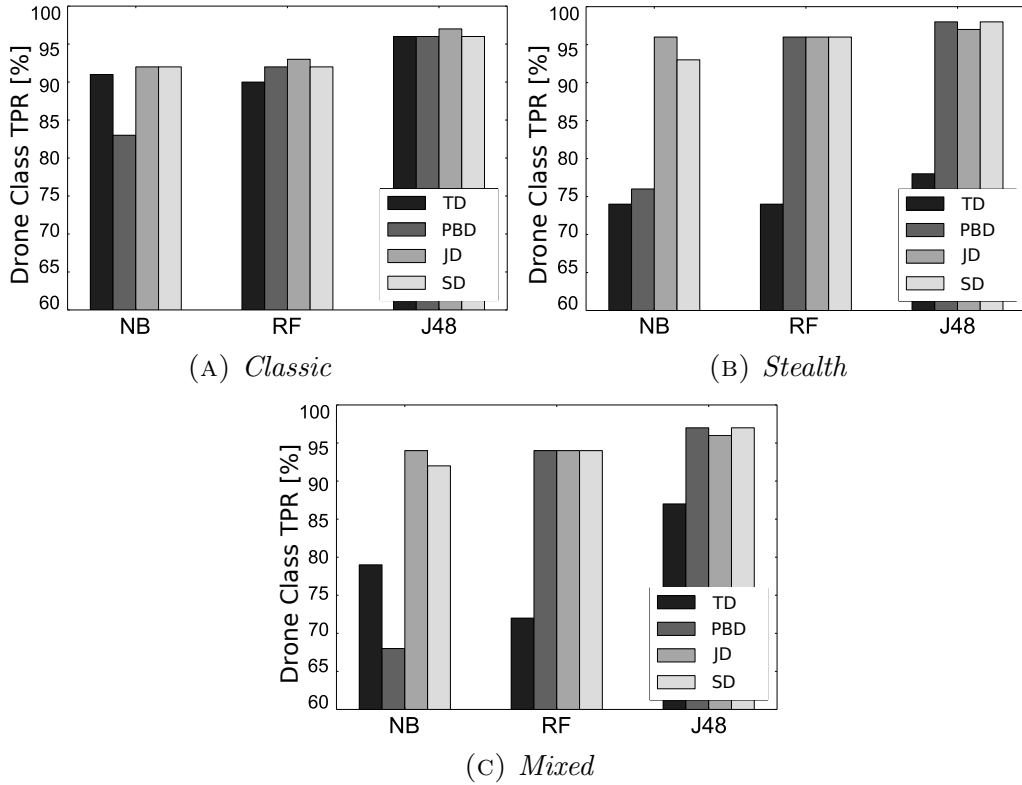 Drone Class TPR [%]
100
95
90
85
80
75
70
65
60
TD
PBD
JD
SD
NB RF J48
(A) Classic
Drone Class TPR [%]
100
95
90
85
80
75
70
65
60
TD
PBD
JD
SD
NB RF J48
(B) Stealth
Drone Class TPR [%]
100
95
90
85
80
75
70
65
60
TD
PBD
JD
SD
NB RF J48
(C) Mixed